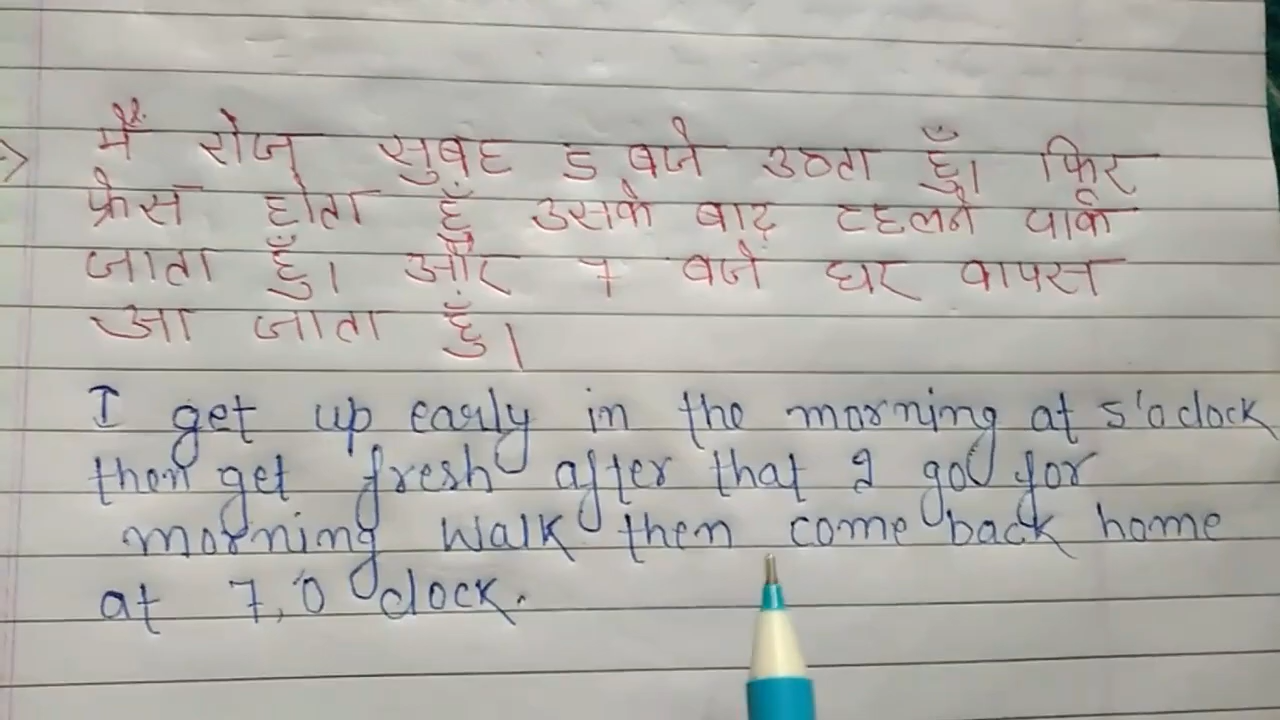 मैं रोज सुबह 5 बजे उठता हूँ। फिर
फ्रेस होता हूँ उसके बाद टहलने पार्क
जाता हूँ। और 7 बजे घर वापस
आ जाता हूँ।
I get up early in the morning at 5'o clock
then get fresh after that I go for
morning walk then come back home
at 7,0 clock.